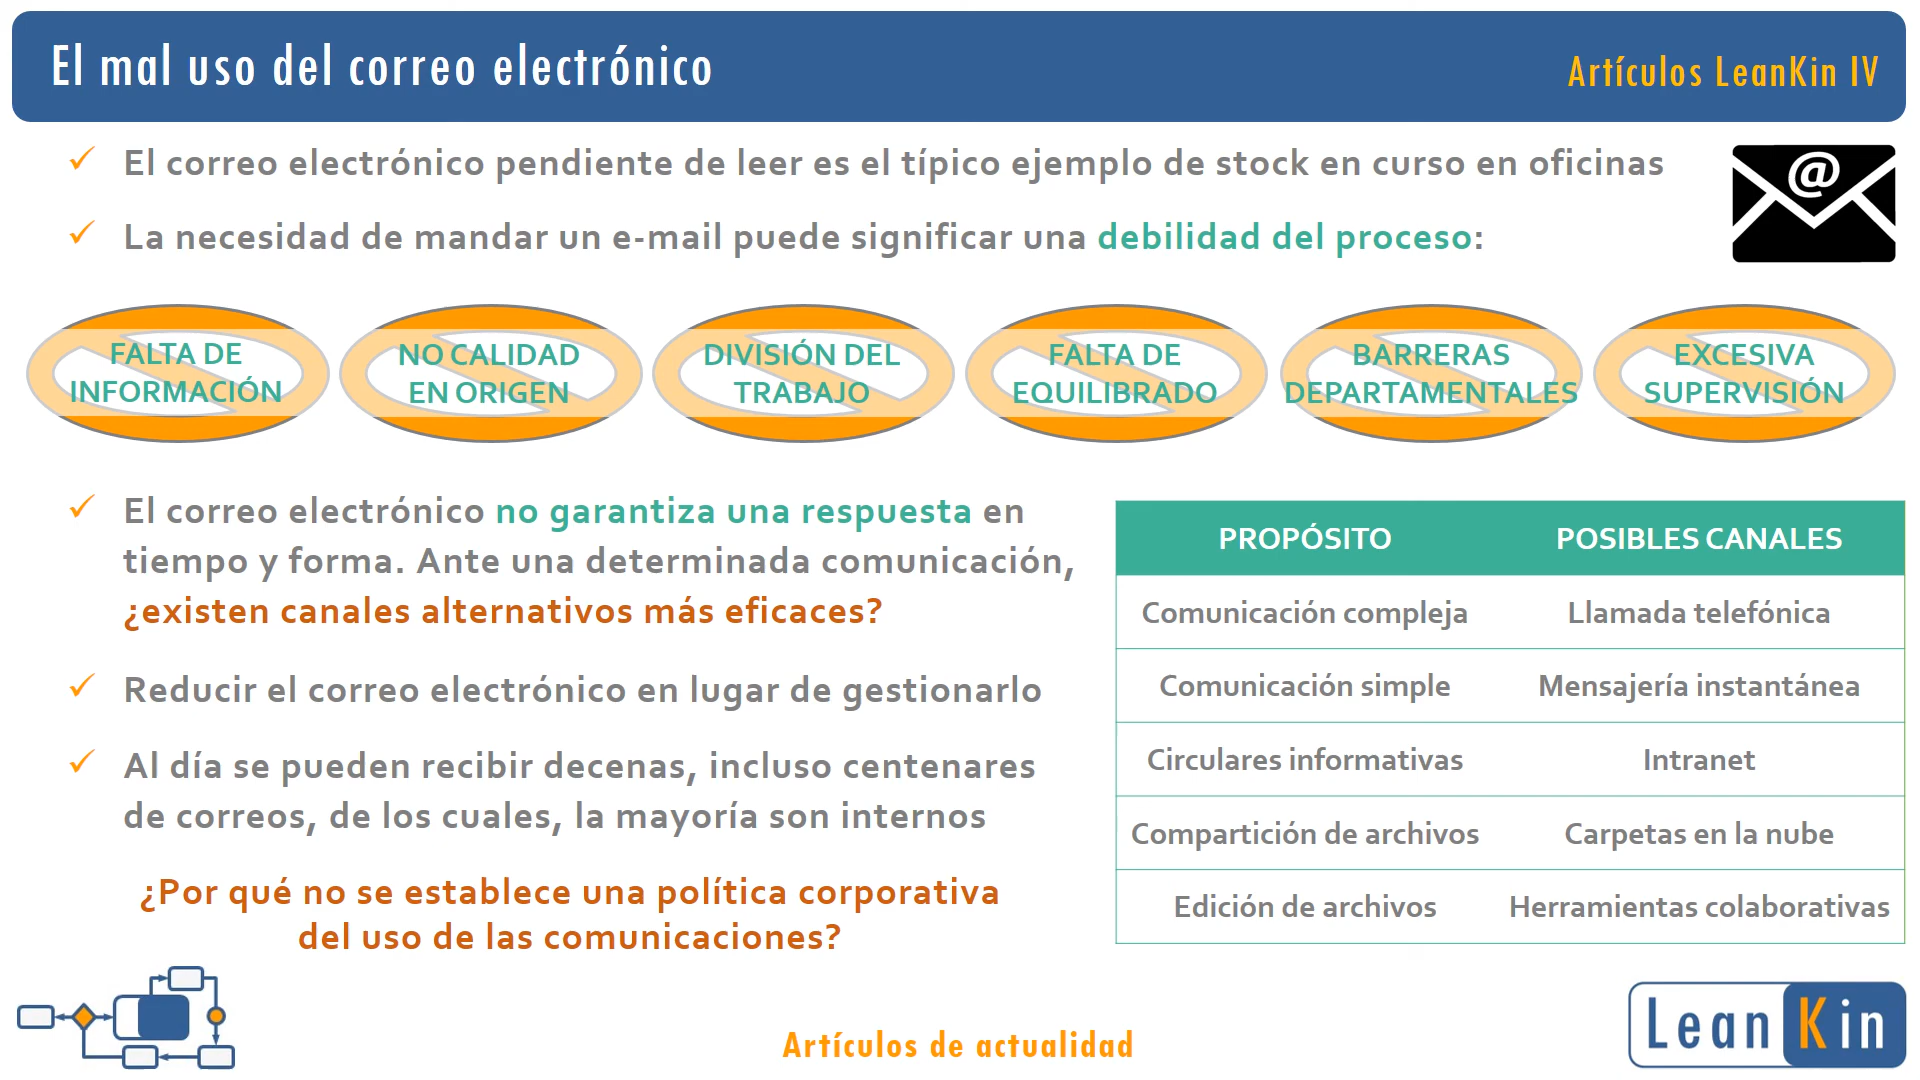 El mal uso del correo electrónico
Artículos LeanKin IV
El correo electrónico pendiente de leer es el típico ejemplo de stock en curso en oficinas
@
La necesidad de mandar un e-mail puede significar una debilidad del proceso:
FALTA DE
INFORMACIÓN
NO CALIDAD
EN ORIGEN
DIVISIÓN DEL
TRABAJO
FALTA DE
EQUILIBRADO
BARRERAS
DEPARTAMENTALES
EXCESIVA
SUPERVISIÓN
El correo electrónico no garantiza una respuesta en
tiempo y forma. Ante una determinada comunicación,
¿existen canales alternativos más eficaces?
Reducir el correo electrónico en lugar de gestionarlo
Al día se pueden recibir decenas, incluso centenares
de correos, de los cuales, la mayoría son internos
¿Por qué no se establece una política corporativa
del uso de las comunicaciones?
PROPÓSITO POSIBLES CANALES
Comunicación compleja Llamada telefónica
Comunicación simple Mensajería instantánea
Circulares informativas Intranet
Compartición de archivos Carpetas en la nube
Edición de archivos Herramientas colaborativas
Artículos de actualidad
LeanKin